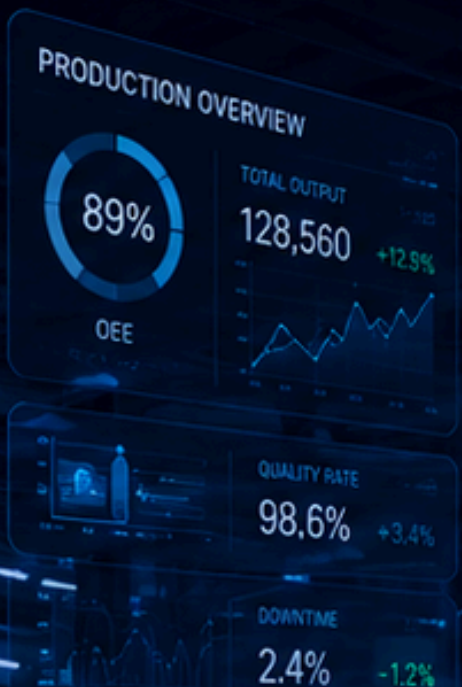 PRODUCTION OVERVIEW
89%
OEE
TOTAL OUTPUT
128,560
+12.9%
QUALITY RATE
98.6%
+3.4%
DOWNTIME
2.4%
-1.2%